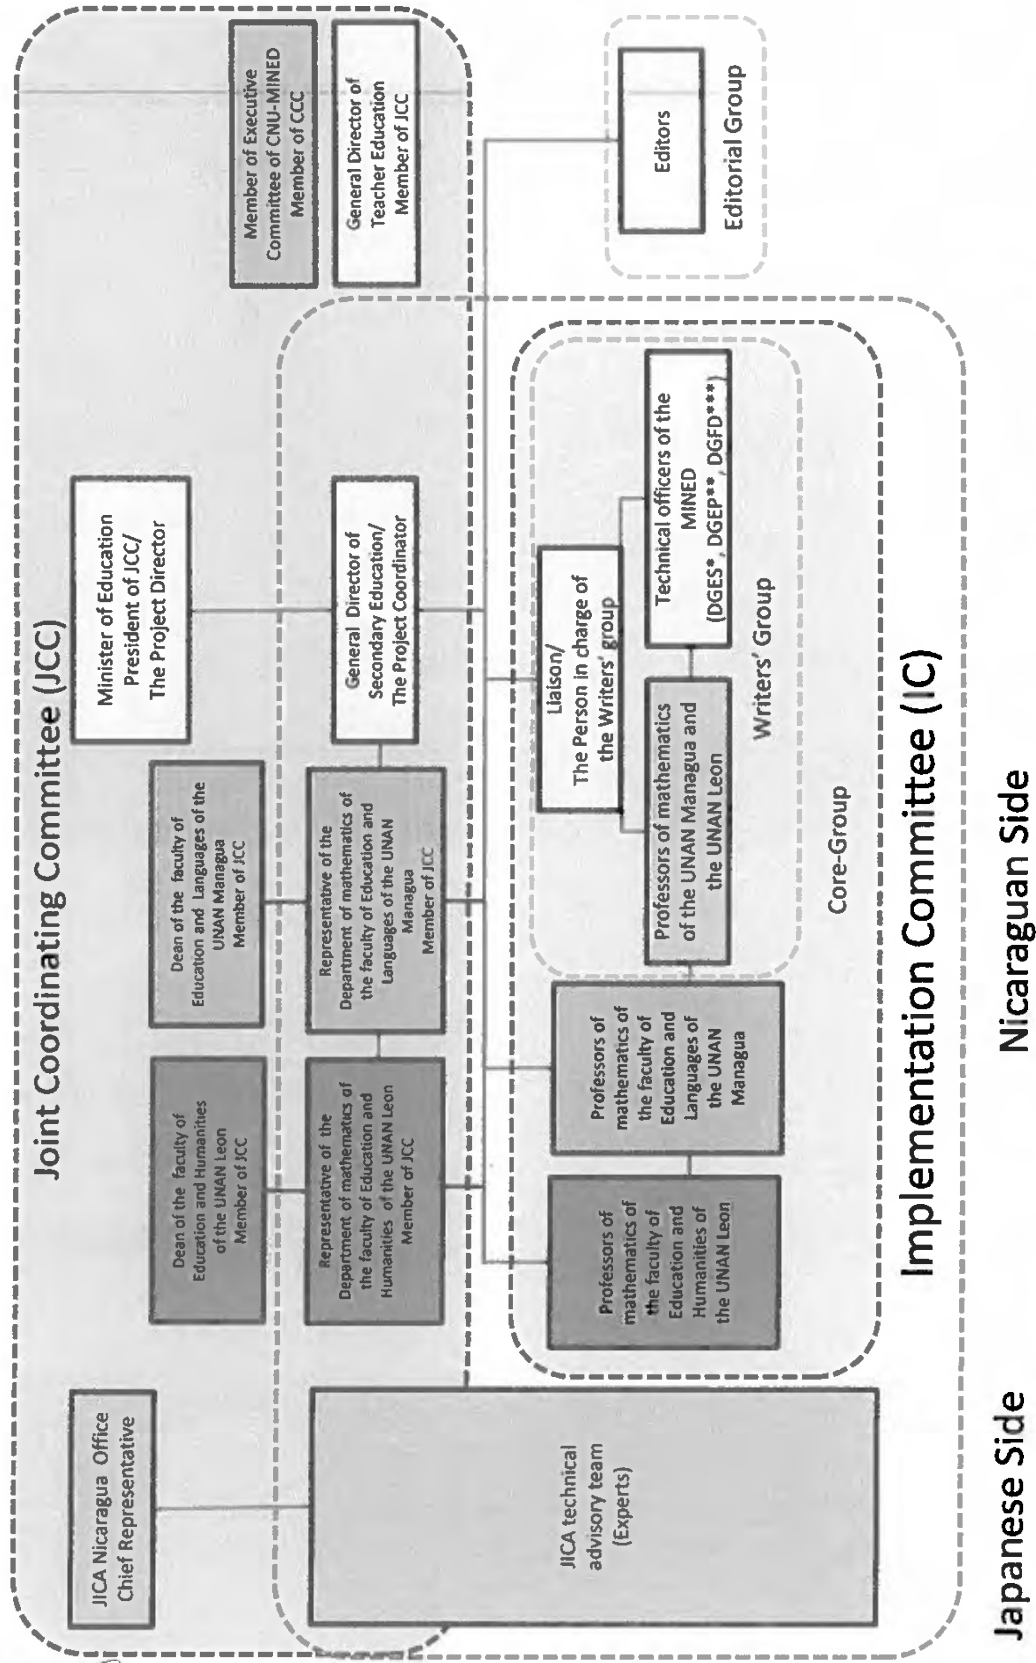 Joint Coordinating Committee (JCC)
JICA Nicaragua Office
Chief Representative
Minister of Education
President of JCC/
The Project Director
Dean of the faculty of
Education and Humanities
of the UNAN Leon
Member of JCC
Dean of the faculty of
Education and Languages of the
UNAN Managua
Member of JCC
Member of Executive
Committee of CNU-MINED
Member of CCC
Representative of the
Department of mathematics of
the faculty of Education and
Humanities of the UNAN Leon
Member of JCC
Representative of the
Department of mathematics of
the faculty of Education and
Languages of the UNAN
Managua
Member of JCC
General Director of
Secondary Education/
The Project Coordinator
General Director of
Teacher Education
Member of JCC
JICA technical
advisory team
(Experts)
Professors of
mathematics of
the faculty of
Education and
Humanities of
the UNAN Leon
Professors of
mathematics of
the faculty of
Education and
Languages of
the UNAN
Managua
Liaison/
The Person in charge of
the Writers' group
Professors of mathematics
of the UNAN Managua and
the UNAN Leon
Technical officers of the
MINED
(DGES*, DGEP**, DGFD***)
Writers' Group
Core-Group
Editors
Editorial Group
Implementation Committee (IC)
Japanese Side
Nicaraguan Side